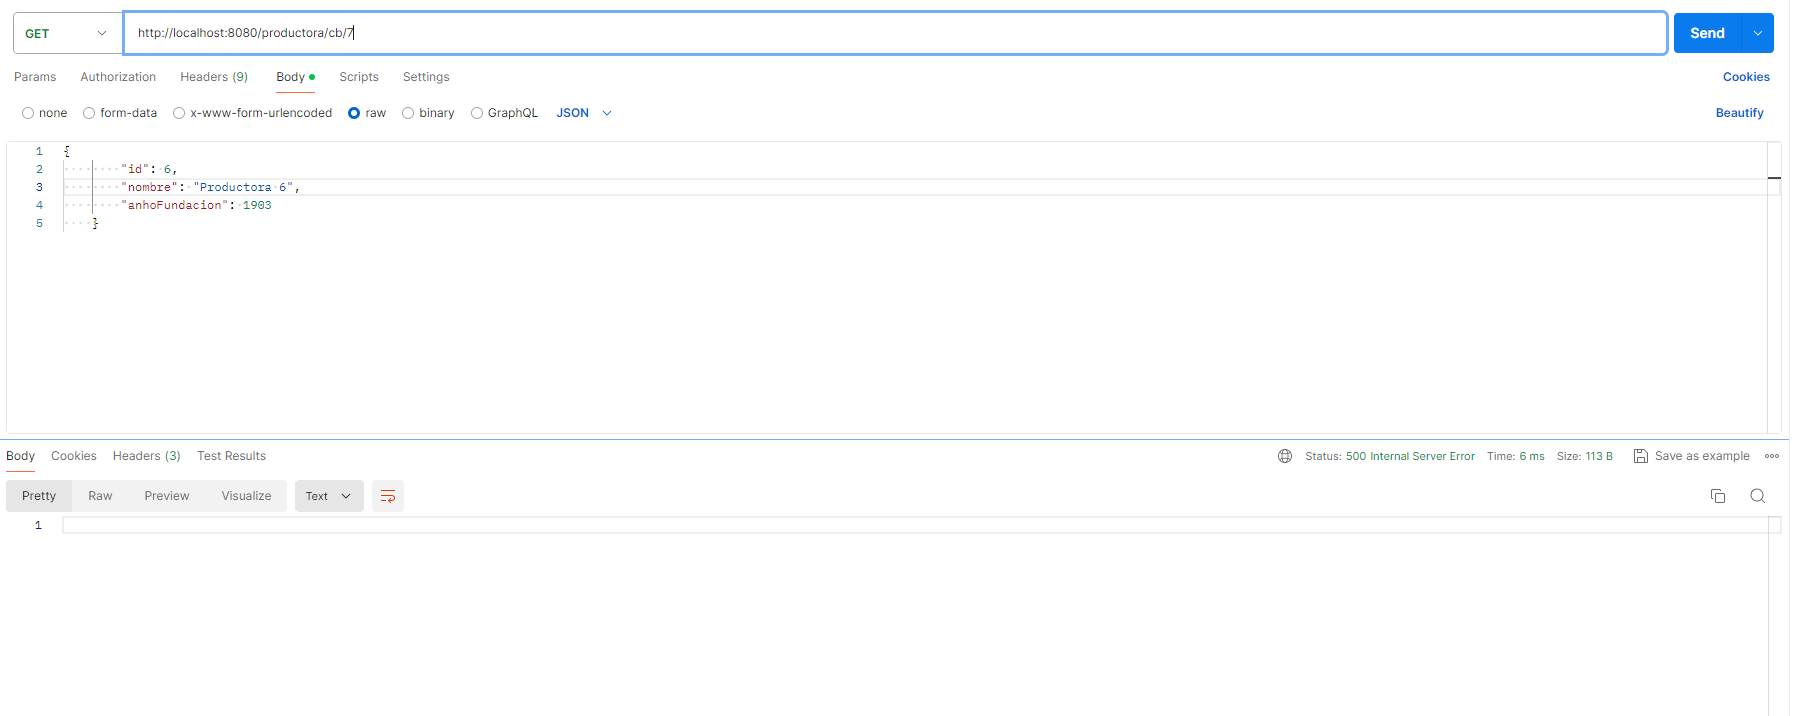 GET http://localhost:8080/productora/cb/7 Send
Params Authorization Headers (9) Body Scripts Settings Cookies
none form-data x-www-form-urlencoded raw binary GraphQL JSON Beautify
1 {
2 "id": 6,
3 "nombre": "Productora 6",
4 "anhoFundacion": 1903
5 }
Body Cookies Headers (3) Test Results Status: 500 Internal Server Error Time: 6 ms Size: 113 B Save as example
Pretty Raw Preview Visualize Text
1